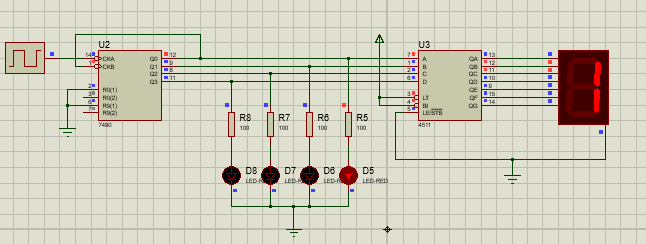 U2
14 CKA Q0 12
1 CKB Q1 9
Q2 8
Q3 11
2 R0(1)
3 R0(2)
6 R9(1)
7 R9(2)
7490
U3
7 A QA 13
1 B QB 12
2 C QC 11
6 D QD 10
QE 9
3 LT QF 15
4 BI QG 14
5 LE/STB
4511
R8
100
R7
100
R6
100
R5
100
D8
D7
D6
D5
LED-RED
1